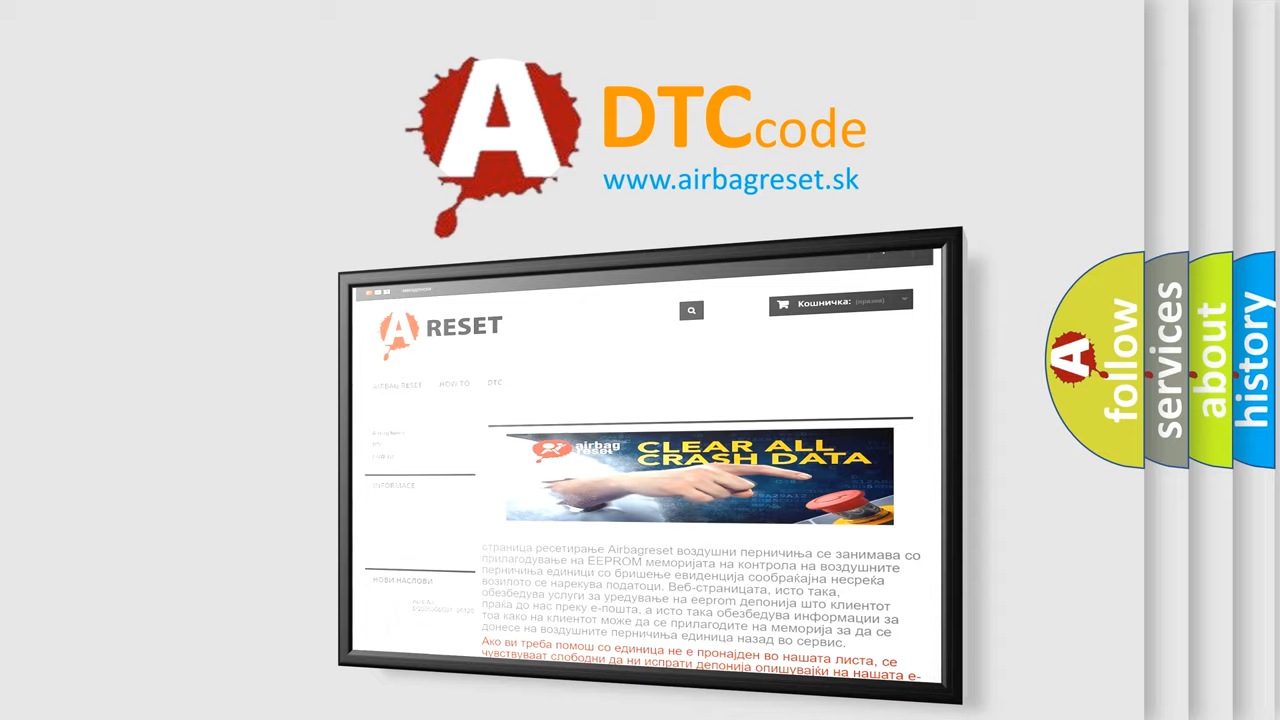 A
DTCcode
www.airbagreset.sk
A RESET
Кошничка: (празна)
AIRBAG RESET HOW TO DTC
airbag
reset
CLEAR ALL
CRASH DATA
INFORMACE
НОВИ НАСЛОВИ
страница ресетирање Airbagreset воздушни перничиња се занимава со
прилагодување на EEPROM меморијата на контрола на воздушните
перничиња единици со бришење евиденција сообраќајна несреќа
возилото се нарекува податоци. Веб-страницата, исто така,
обезбедува услуги за уредување на eeprom депонија што клиентот
праќа до нас преку е-пошта, а исто така обезбедува информации за
тоа како на клиентот може да се прилагодите на меморија за да се
донесе на воздушните перничиња единица назад во сервис.
Ако ви треба помош со единица не е пронајден во нашата листа, се
чувствуваат слободни да ни испрати депонија опишувајќи на нашата е-
A
follow
services
about
history